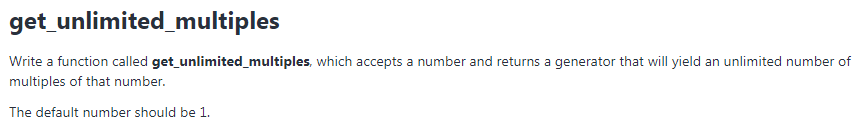 get_unlimited_multiples
Write a function called get_unlimited_multiples, which accepts a number and returns a generator that will yield an unlimited number of
multiples of that number.
The default number should be 1.